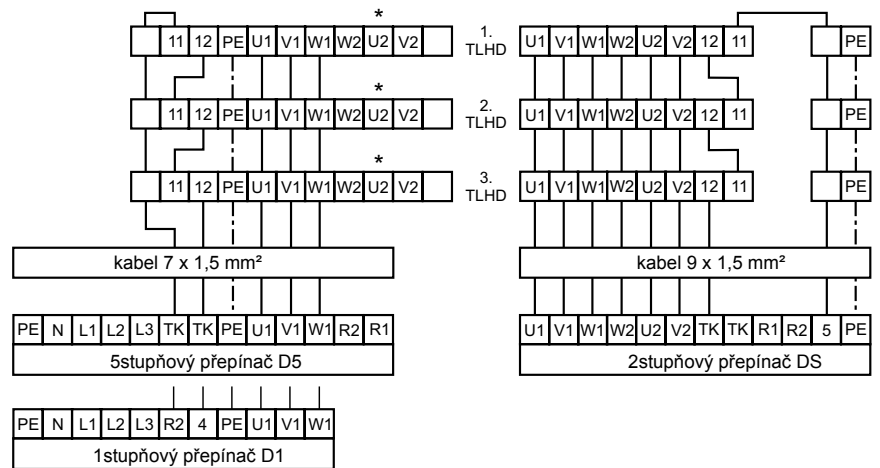 *
11 12 PE U1 V1 W1 W2 U2 V2
1.
TLHD
U1 V1 W1 W2 U2 V2 12 11 PE
*
11 12 PE U1 V1 W1 W2 U2 V2
2.
TLHD
U1 V1 W1 W2 U2 V2 12 11 PE
*
11 12 PE U1 V1 W1 W2 U2 V2
3.
TLHD
U1 V1 W1 W2 U2 V2 12 11 PE
kabel 7 x 1,5 mm²
kabel 9 x 1,5 mm²
PE N L1 L2 L3 TK TK PE U1 V1 W1 R2 R1
5stupňový přepínač D5
U1 V1 W1 W2 U2 V2 TK TK R1 R2 5 PE
2stupňový přepínač DS
PE N L1 L2 L3 R2 4 PE U1 V1 W1
1stupňový přepínač D1